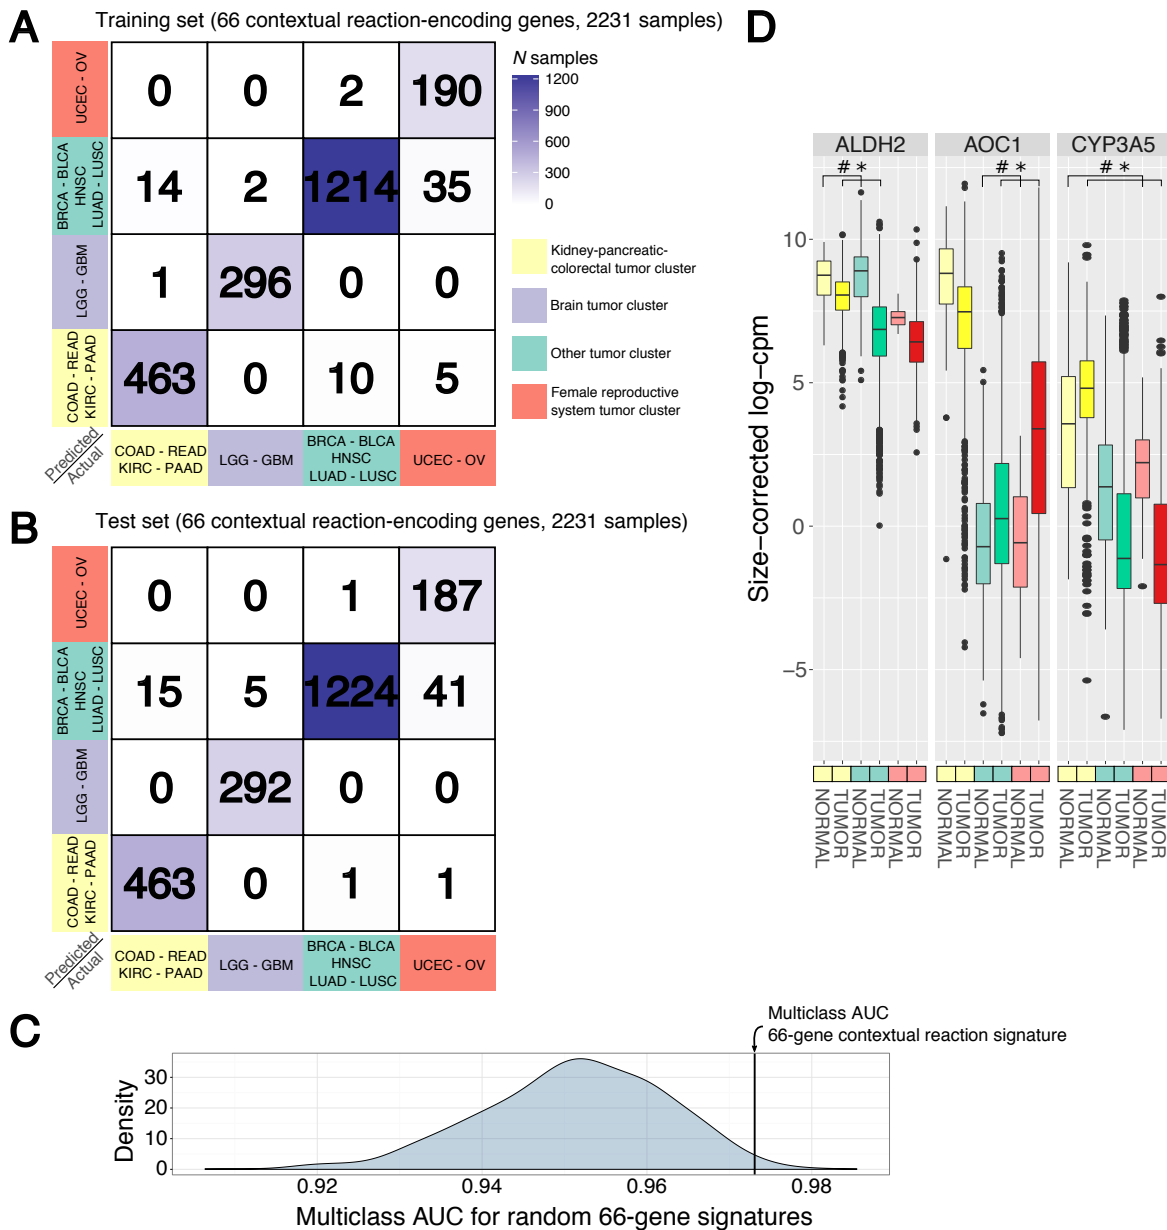 A
Training set (66 contextual reaction-encoding genes, 2231 samples)
UCEC - OV
0 0 2 190
BRCA - BLCA
HNSC
LUAD - LUSC
14 2 1214 35
LGG - GBM
1 296 0 0
COAD - READ
KIRC - PAAD
463 0 10 5
Predicted
Actual
COAD - READ
KIRC - PAAD
LGG - GBM
BRCA - BLCA
HNSC
LUAD - LUSC
UCEC - OV
N samples
1200
900
600
300
0
Kidney-pancreatic-
colorectal tumor cluster
Brain tumor cluster
Other tumor cluster
Female reproductive
system tumor cluster
B
Test set (66 contextual reaction-encoding genes, 2231 samples)
UCEC - OV
0 0 1 187
BRCA - BLCA
HNSC
LUAD - LUSC
15 5 1224 41
LGG - GBM
0 292 0 0
COAD - READ
KIRC - PAAD
463 0 1 1
Predicted
Actual
COAD - READ
KIRC - PAAD
LGG - GBM
BRCA - BLCA
HNSC
LUAD - LUSC
UCEC - OV
C
Multiclass AUC
66-gene contextual reaction signature
Density
30
20
10
0
0.92 0.94 0.96 0.98
Multiclass AUC for random 66-gene signatures
D
ALDH2 AOC1 CYP3A5
# * # * # *
Size−corrected log−cpm
10
5
0
−5
NORMAL TUMOR NORMAL TUMOR NORMAL TUMOR
NORMAL TUMOR NORMAL TUMOR NORMAL TUMOR
NORMAL TUMOR NORMAL TUMOR NORMAL TUMOR